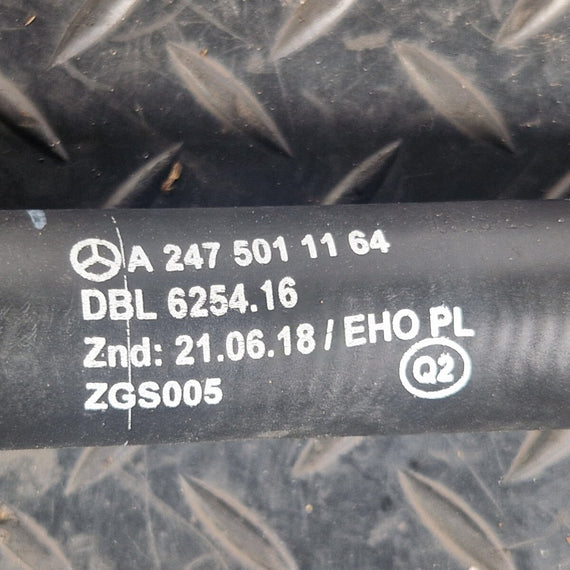 A 247 501 11 64
DBL 6254.16
Znd: 21.06.18 / EHO PL
ZGS005
Q2